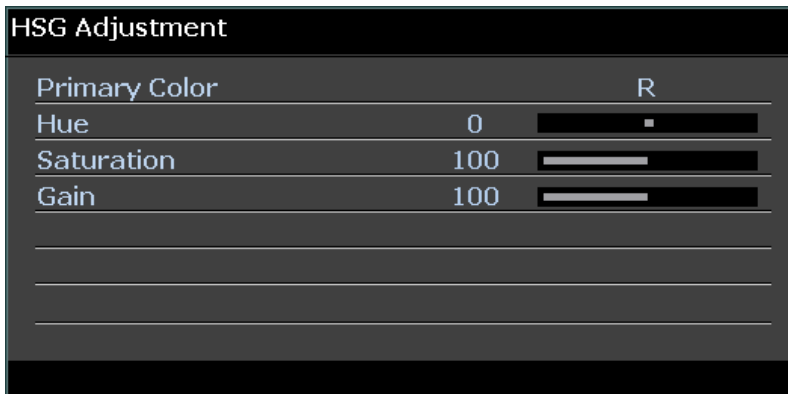 HSG Adjustment
Primary Color R
Hue 0
Saturation 100
Gain 100